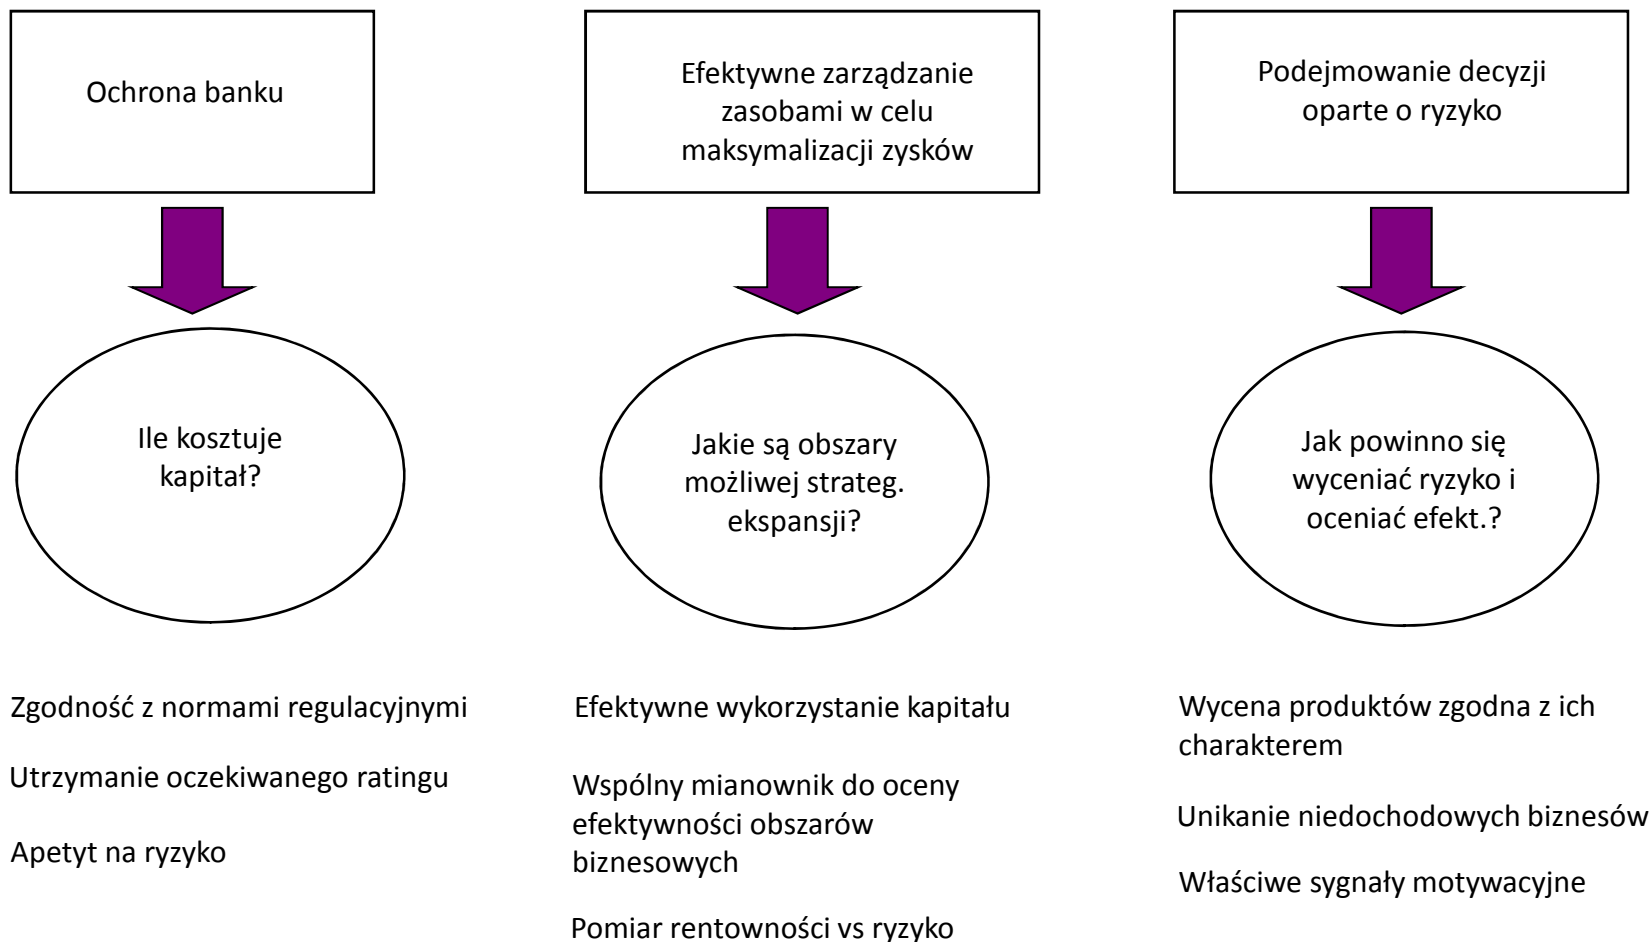 Ochrona banku
Efektywne zarządzanie
zasobami w celu
maksymalizacji zysków
Podejmowanie decyzji
oparte o ryzyko
Ile kosztuje
kapitał?
Jakie są obszary
możliwej strateg.
ekspansji?
Jak powinno się
wyceniać ryzyko i
oceniać efekt.?
Zgodność z normami regulacyjnymi
Utrzymanie oczekiwanego ratingu
Apetyt na ryzyko
Efektywne wykorzystanie kapitału
Wspólny mianownik do oceny
efektywności obszarów
biznesowych
Pomiar rentowności vs ryzyko
Wycena produktów zgodna z ich
charakterem
Unikanie niedochodowych biznesów
Właściwe sygnały motywacyjne